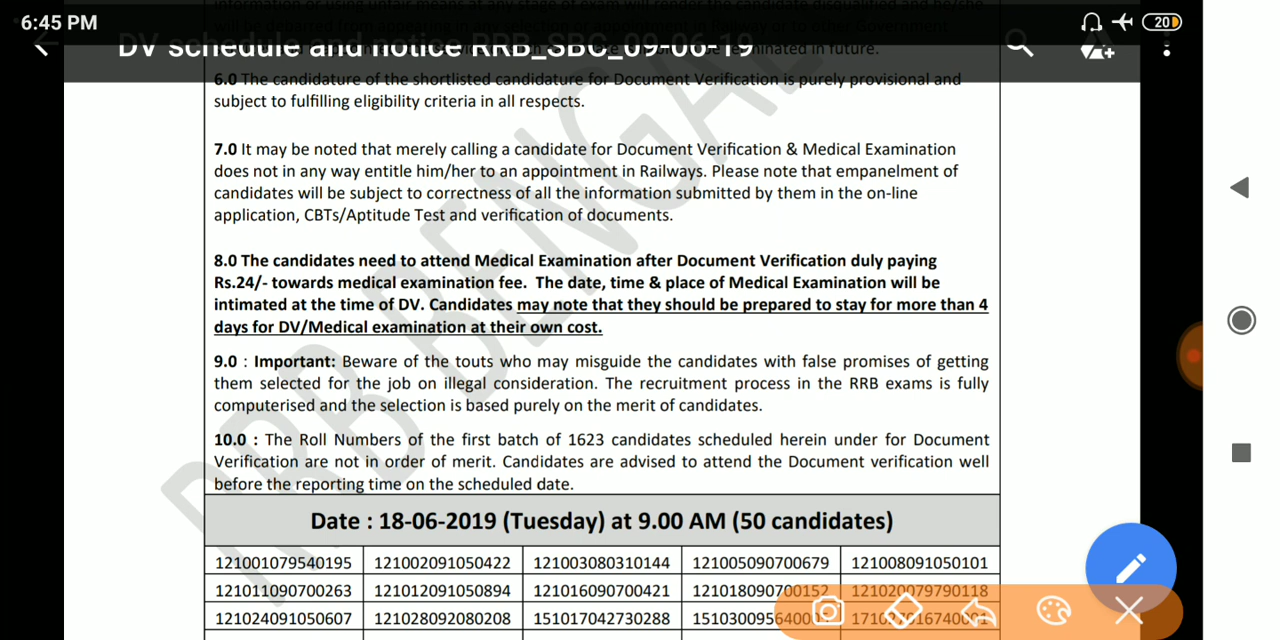 6:45 PM
20
DV schedule and notice RRB_SBC_09-06-19
6.0 The candidature of the shortlisted candidature for Document Verification is purely provisional and
subject to fulfilling eligibility criteria in all respects.
7.0 It may be noted that merely calling a candidate for Document Verification & Medical Examination
does not in any way entitle him/her to an appointment in Railways. Please note that empanelment of
candidates will be subject to correctness of all the information submitted by them in the on-line
application, CBTs/Aptitude Test and verification of documents.
8.0 The candidates need to attend Medical Examination after Document Verification duly paying
Rs.24/- towards medical examination fee. The date, time & place of Medical Examination will be
intimated at the time of DV. Candidates may note that they should be prepared to stay for more than 4
days for DV/Medical examination at their own cost.
9.0 : Important: Beware of the touts who may misguide the candidates with false promises of getting
them selected for the job on illegal consideration. The recruitment process in the RRB exams is fully
computerised and the selection is based purely on the merit of candidates.
10.0 : The Roll Numbers of the first batch of 1623 candidates scheduled herein under for Document
Verification are not in order of merit. Candidates are advised to attend the Document verification well
before the reporting time on the scheduled date.
Date : 18-06-2019 (Tuesday) at 9.00 AM (50 candidates)
121001079540195 121002091050422 121003080310144 121005090700679 121008091050101
121011090700263 121012091050894 121016090700421 121018090700152 121020079790118
121024091050607 121028092080208 151017042730288